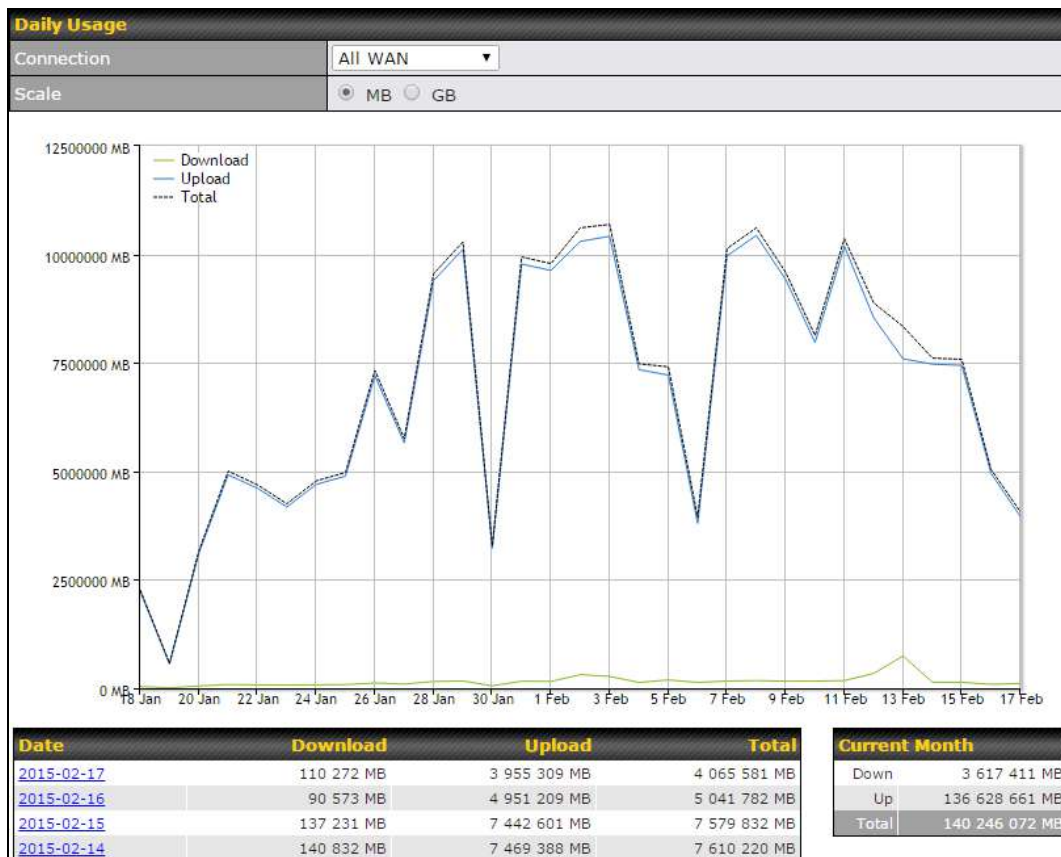 Daily Usage
Connection All WAN
Scale MB GB
12500000 MB
10000000 MB
7500000 MB
5000000 MB
2500000 MB
0 MB
Download
Upload
Total
18 Jan 20 Jan 22 Jan 24 Jan 26 Jan 28 Jan 30 Jan 1 Feb 3 Feb 5 Feb 7 Feb 9 Feb 11 Feb 13 Feb 15 Feb 17 Feb
Date Download Upload Total
2015-02-17 110 272 MB 3 955 309 MB 4 065 581 MB
2015-02-16 90 573 MB 4 951 209 MB 5 041 782 MB
2015-02-15 137 231 MB 7 442 601 MB 7 579 832 MB
2015-02-14 140 832 MB 7 469 388 MB 7 610 220 MB
Current Month
Down 3 617 411 MB
Up 136 628 661 MB
Total 140 246 072 MB